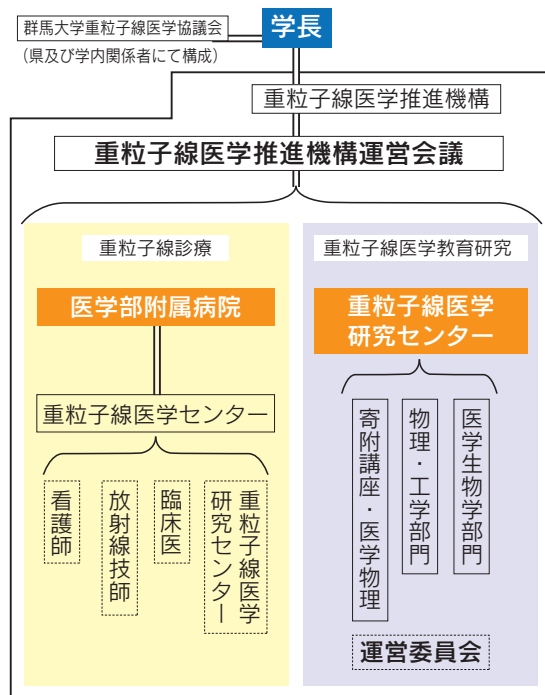 群馬大学重粒子線医学協議会
(県及び学内関係者にて構成)
学長
重粒子線医学推進機構
重粒子線医学推進機構運営会議
重粒子線診療
医学部附属病院
重粒子線医学センター
看護師
放射線技師
臨床医
重粒子線医学
研究センター
重粒子線医学教育研究
重粒子線医学
研究センター
寄附講座・医学物理
物理・工学部門
医学生物学部門
運営委員会